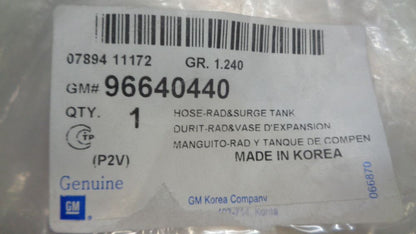 07894 11172 GR. 1.240
GM# 96640440
QTY. 1 HOSE-RAD&SURGE TANK
DURIT-RAD&VASE D'EXPANSION
MANGUITO-RAD Y TANQUE DE COMPEN
(P2V) MADE IN KOREA
Genuine
GM
GM Korea Company
Korea
066870